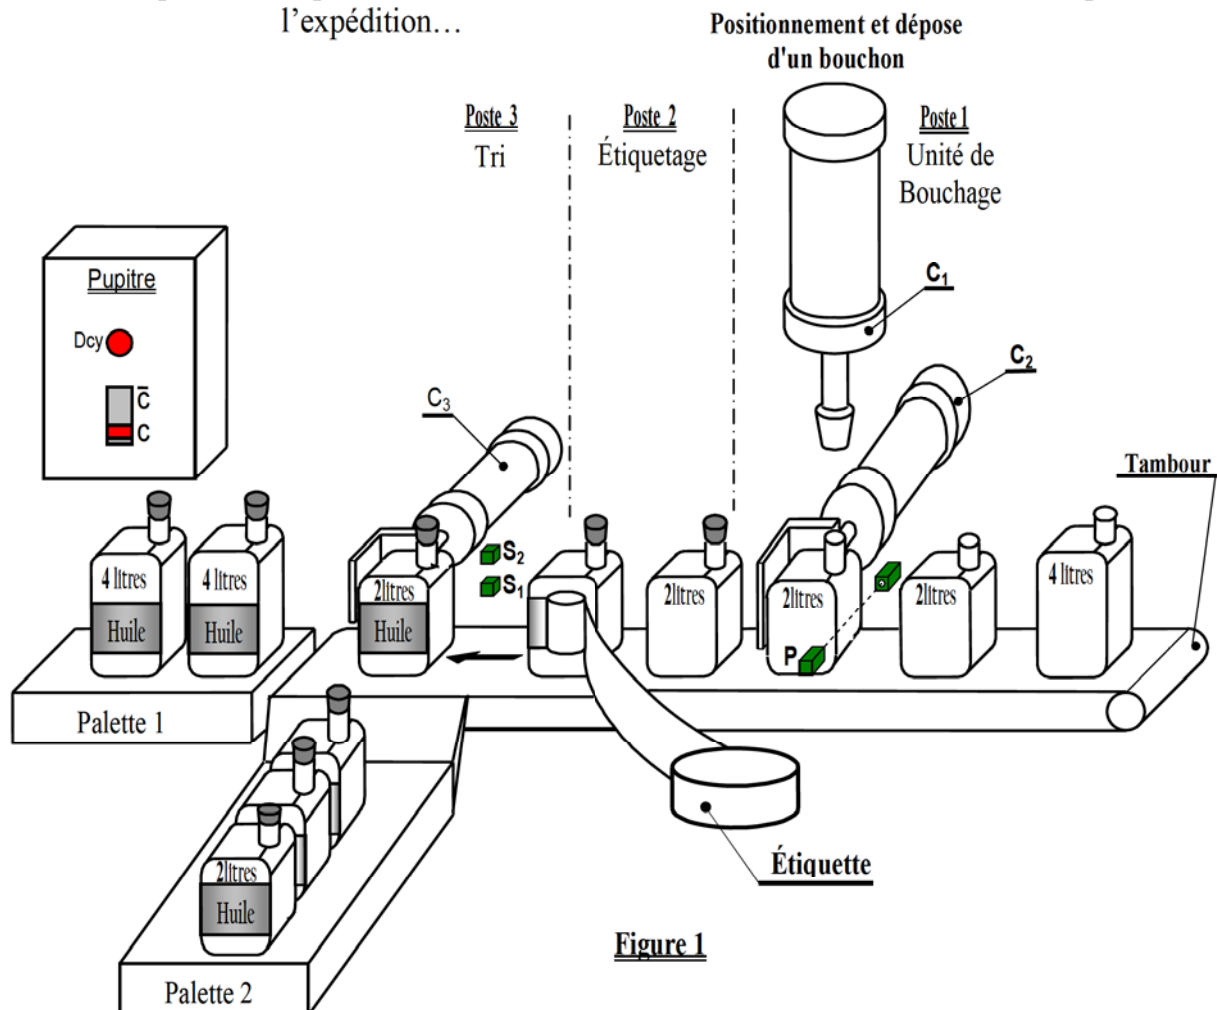 l’expédition…
Positionnement et dépose
d'un bouchon
Poste 3
Tri
Poste 2
Étiquetage
Poste 1
Unité de
Bouchage
Pupitre
Dcy
C̅
C
C₁
C₂
C₃
Tambour
S₂
S₁
4 litres
Huile
4 litres
Huile
2litres
Huile
2litres
2litres
2litres
4 litres
P
Palette 1
2litres
Huile
Palette 2
Étiquette
Figure 1